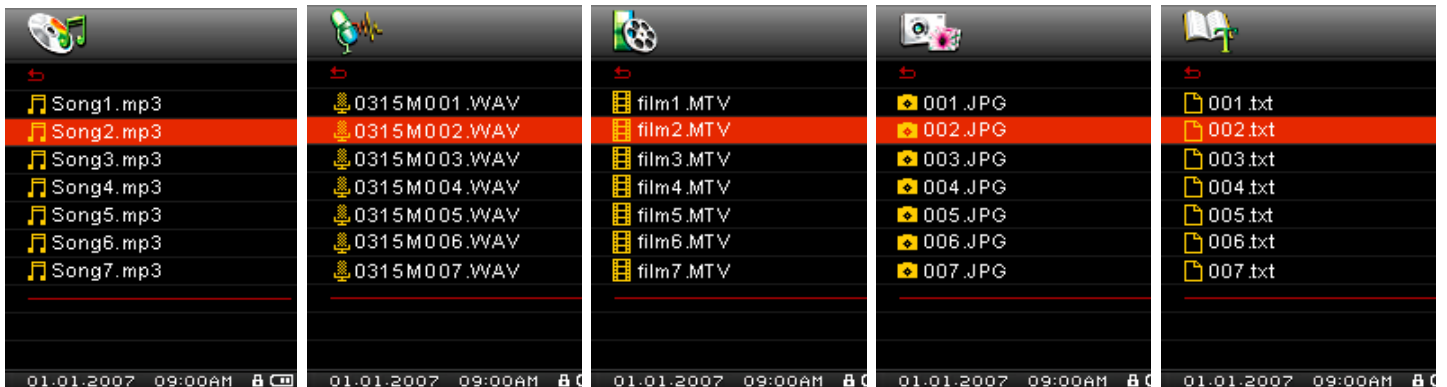 Song1.mp3
Song2.mp3
Song3.mp3
Song4.mp3
Song5.mp3
Song6.mp3
Song7.mp3
01.01.2007 09:00AM
0315M001.WAV
0315M002.WAV
0315M003.WAV
0315M004.WAV
0315M005.WAV
0315M006.WAV
0315M007.WAV
01.01.2007 09:00AM
film1.MTV
film2.MTV
film3.MTV
film4.MTV
film5.MTV
film6.MTV
film7.MTV
01.01.2007 09:00AM
001.JPG
002.JPG
003.JPG
004.JPG
005.JPG
006.JPG
007.JPG
01.01.2007 09:00AM
001.txt
002.txt
003.txt
004.txt
005.txt
006.txt
007.txt
01.01.2007 09:00AM